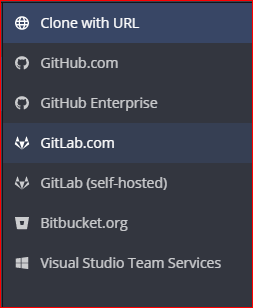 Clone with URL
GitHub.com
GitHub Enterprise
GitLab.com
GitLab (self-hosted)
Bitbucket.org
Visual Studio Team Services